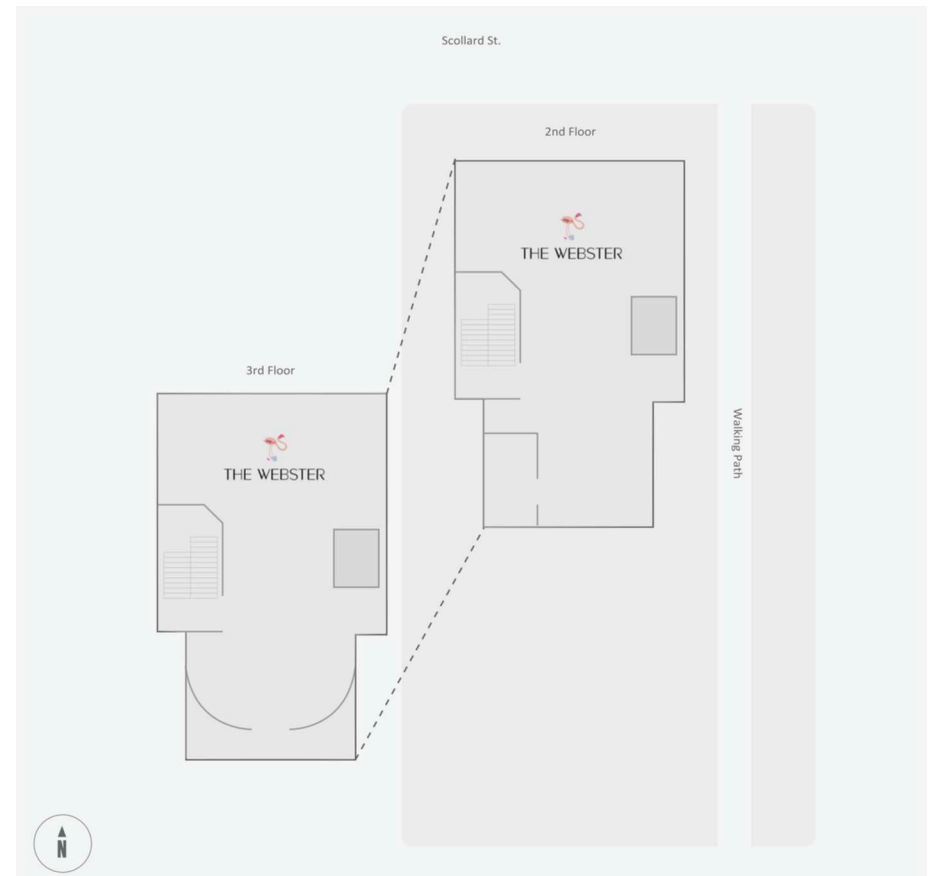 Scollard St.
2nd Floor
THE WEBSTER
3rd Floor
THE WEBSTER
Walking Path
N